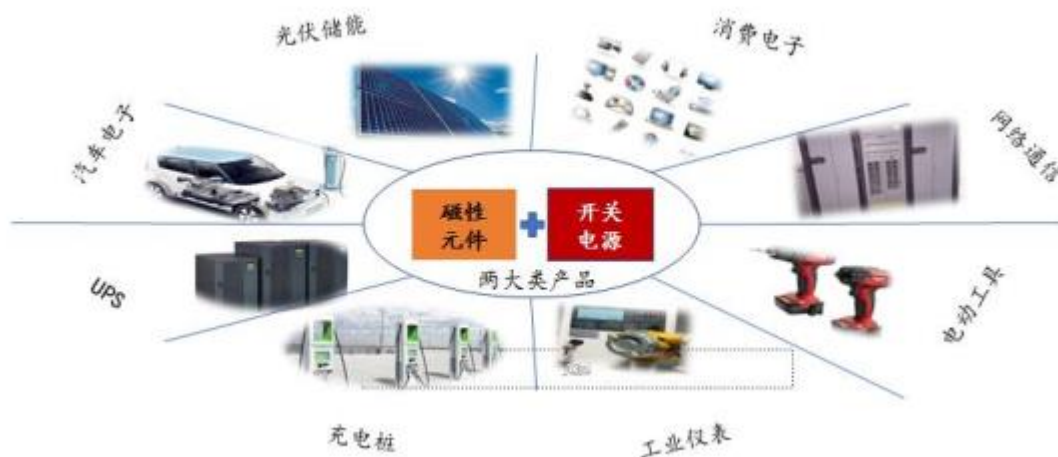 光伏储能
消费电子
汽车电子
网络通信
磁性
元件
开关
电源
两大类产品
UPS
电动工具
充电桩
工业仪表